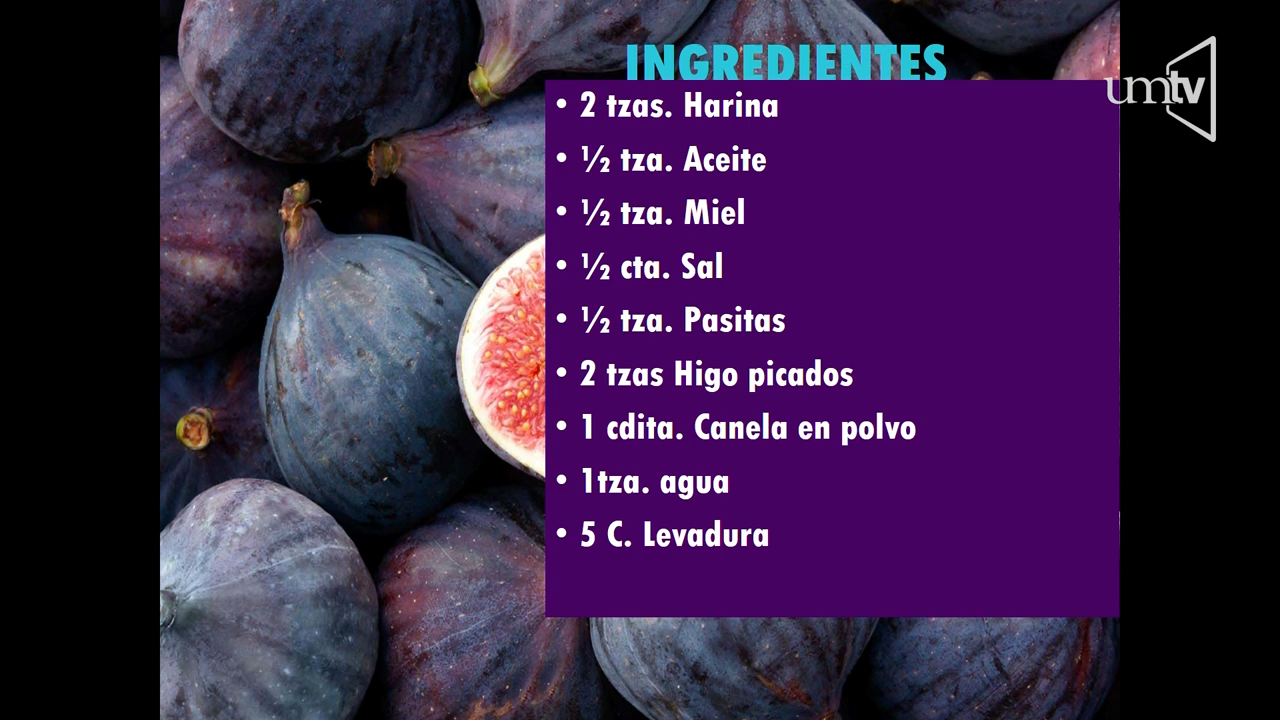 INGREDIENTES
umtv
• 2 tzas. Harina
• ½ tza. Aceite
• ½ tza. Miel
• ½ cta. Sal
• ½ tza. Pasitas
• 2 tzas Higo picados
• 1 cdita. Canela en polvo
• 1tza. agua
• 5 C. Levadura